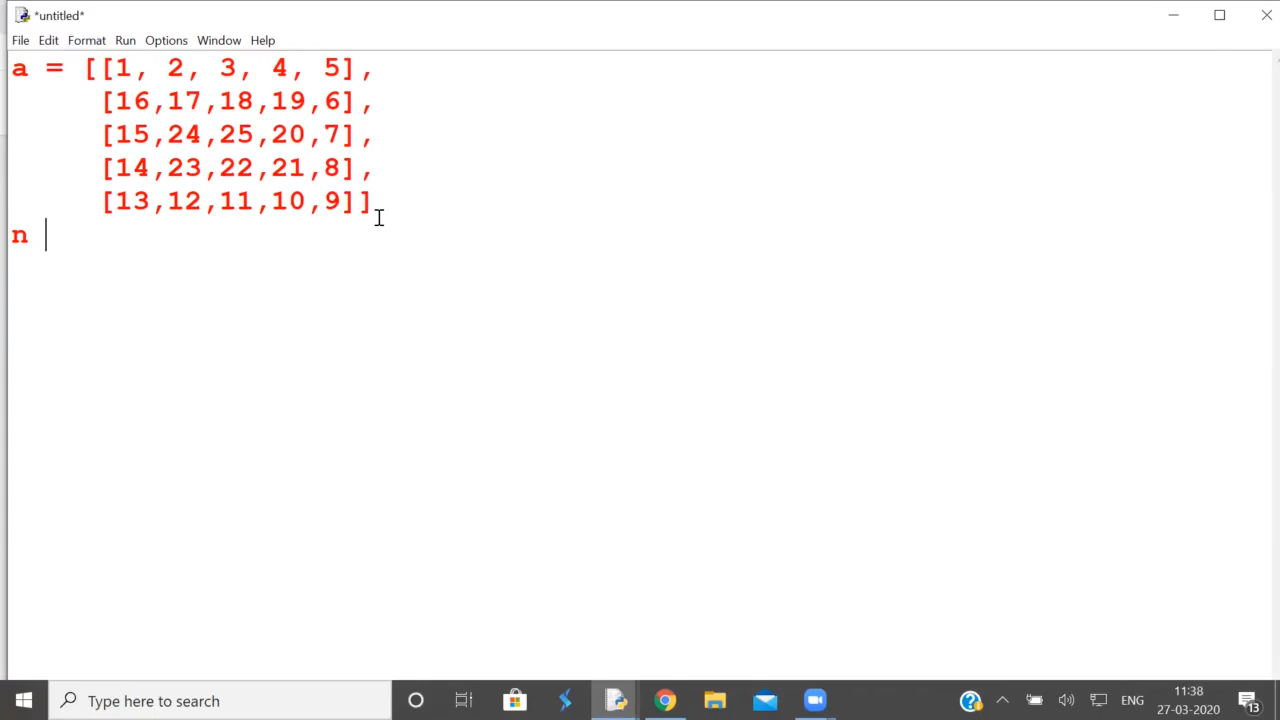 *untitled*
File Edit Format Run Options Window Help
a = [[1, 2, 3, 4, 5],
[16,17,18,19,6],
[15,24,25,20,7],
[14,23,22,21,8],
[13,12,11,10,9]]
n
Type here to search
ENG
11:38
27-03-2020
13